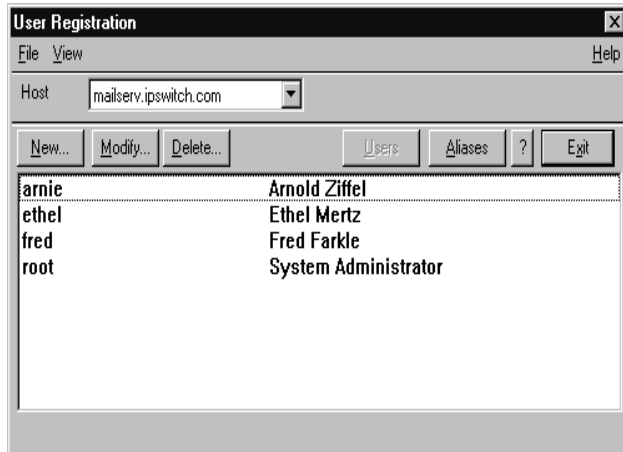 User Registration
File View Help
Host mailserv.ipswitch.com
New... Modify... Delete... Users Aliases ? Exit
arnie Arnold Ziffel
ethel Ethel Mertz
fred Fred Farkle
root System Administrator